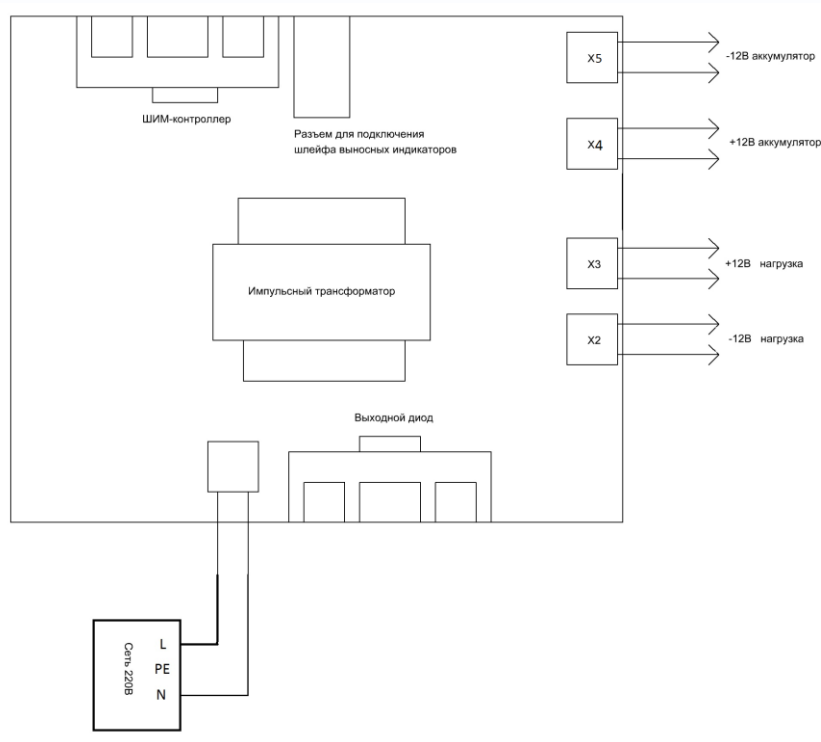 ШИМ-контроллер
Разъем для подключения
шлейфа выносных индикаторов
X5
-12В аккумулятор
X4
+12В аккумулятор
X3
+12В нагрузка
X2
-12В нагрузка
Импульсный трансформатор
Выходной диод
Сеть 220В
L
PE
N